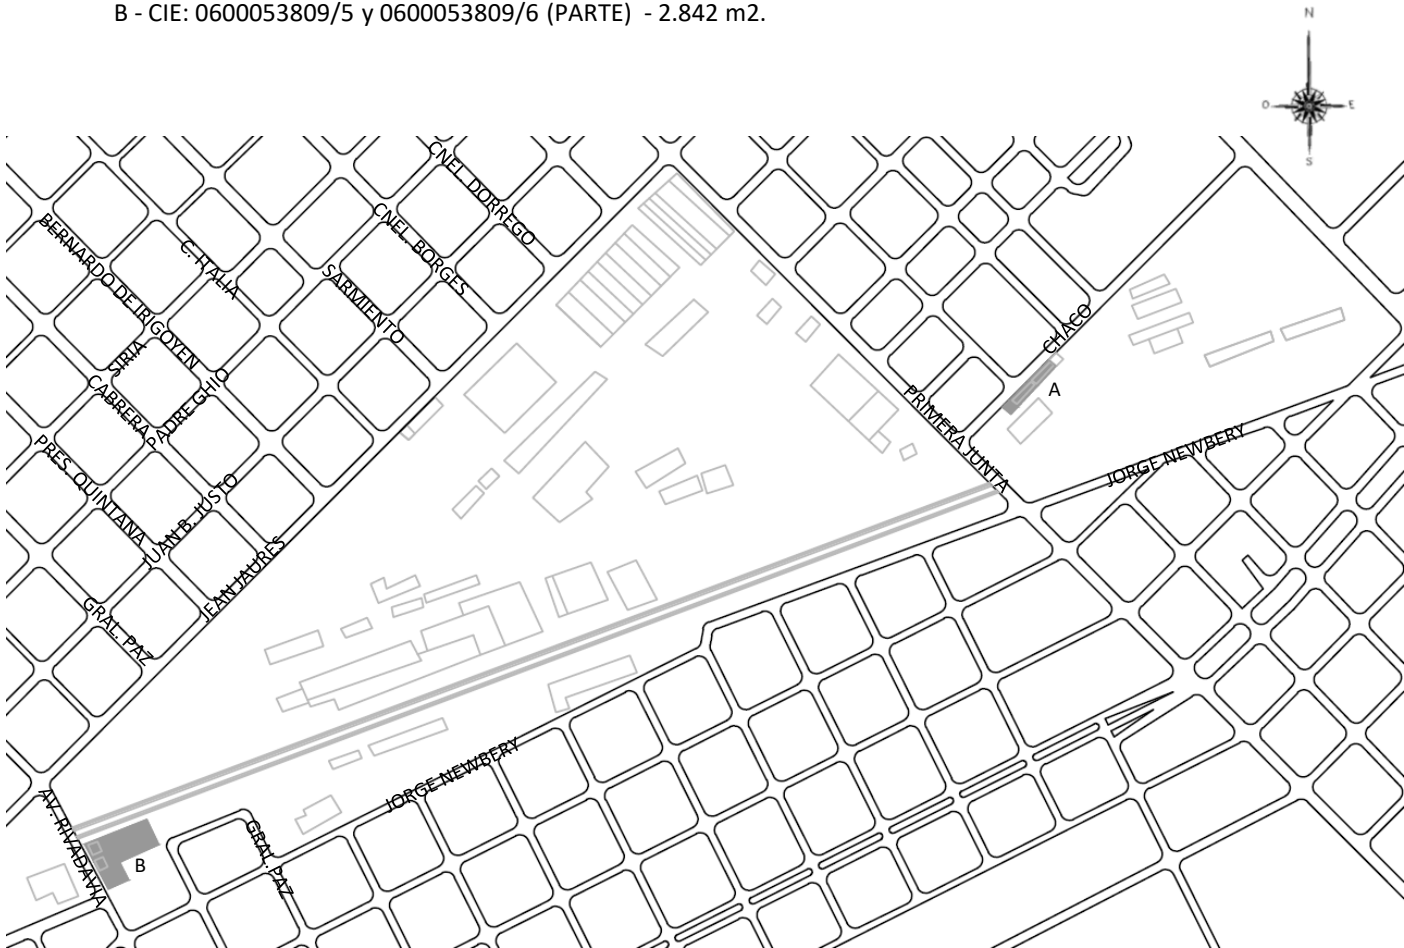 B - CIE: 0600053809/5 y 0600053809/6 (PARTE) - 2.842 m2.
N
O
E
S
CNEL. DORREGO
CNEL. BORGES
BERNARDO DE IRIGOYEN
C. ITALIA
SARMIENTO
CHACO
SIRIA
CABRERA
PADRE GHIO
A
PRIMERA JUNTA
JORGE NEWBERY
PRES. QUINTANA
JUAN B. JUSTO
JEAN JAURES
GRAL. PAZ
JORGE NEWBERY
AV. RIVADAVIA
GRAL. PAZ
B